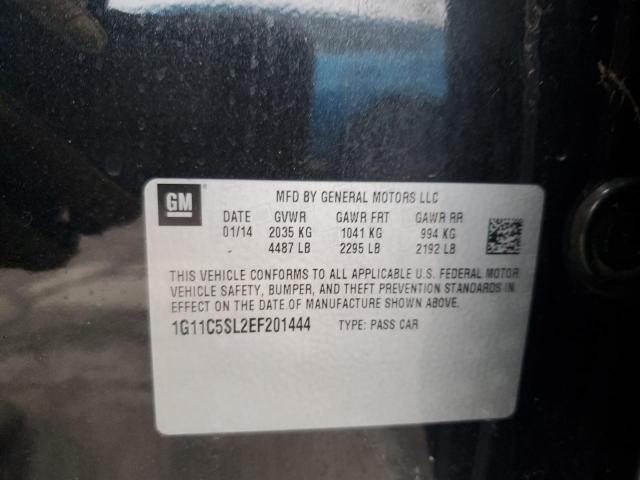 GM
MFD BY GENERAL MOTORS LLC
DATE GVWR GAWR FRT GAWR RR
01/14 2035 KG 1041 KG 994 KG
- 4487 LB 2295 LB 2192 LB
THIS VEHICLE CONFORMS TO ALL APPLICABLE U.S. FEDERAL MOTOR
VEHICLE SAFETY, BUMPER, AND THEFT PREVENTION STANDARDS IN
EFFECT ON THE DATE OF MANUFACTURE SHOWN ABOVE.
1G11C5SL2EF201444 TYPE: PASS CAR